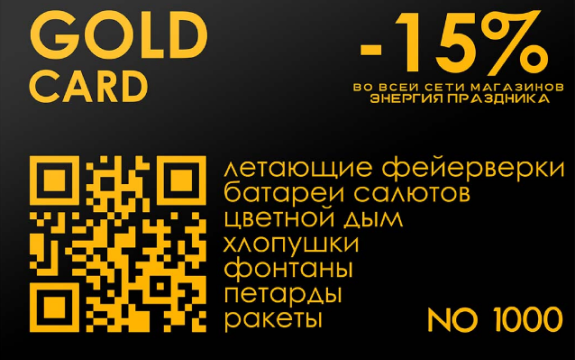 GOLD
CARD
-15%
ВО ВСЕЙ СЕТИ МАГАЗИНОВ
ЭНЕРГИЯ ПРАЗДНИКА
летающие фейерверки
батареи салютов
цветной дым
хлопушки
фонтаны
петарды
ракеты
NO 1000